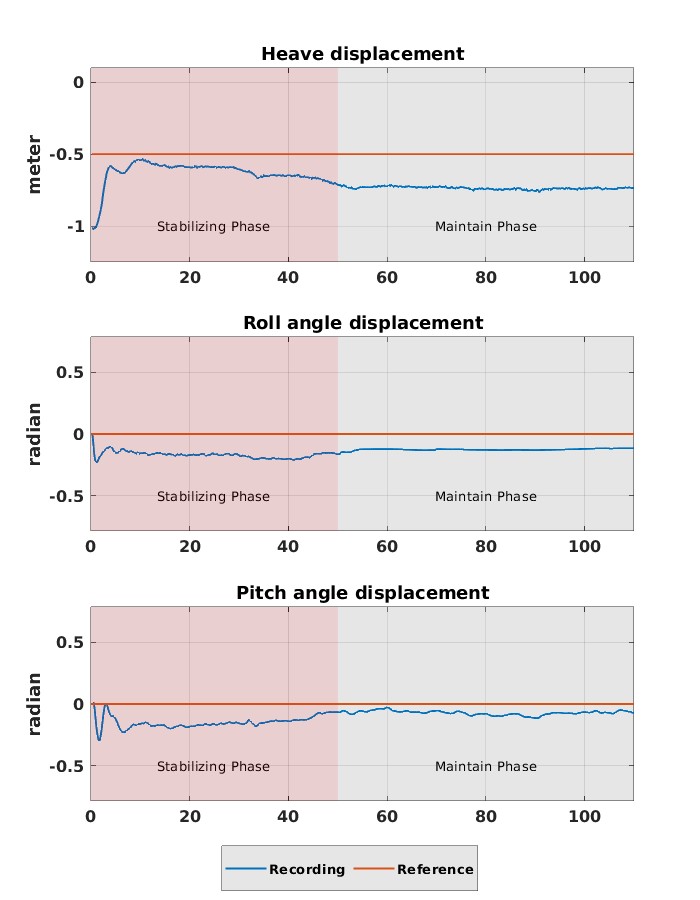 Heave displacement
0
-0.5
-1
meter
Stabilizing Phase Maintain Phase
0 20 40 60 80 100
Roll angle displacement
0.5
0
-0.5
radian
Stabilizing Phase Maintain Phase
0 20 40 60 80 100
Pitch angle displacement
0.5
0
-0.5
radian
Stabilizing Phase Maintain Phase
0 20 40 60 80 100
Recording Reference